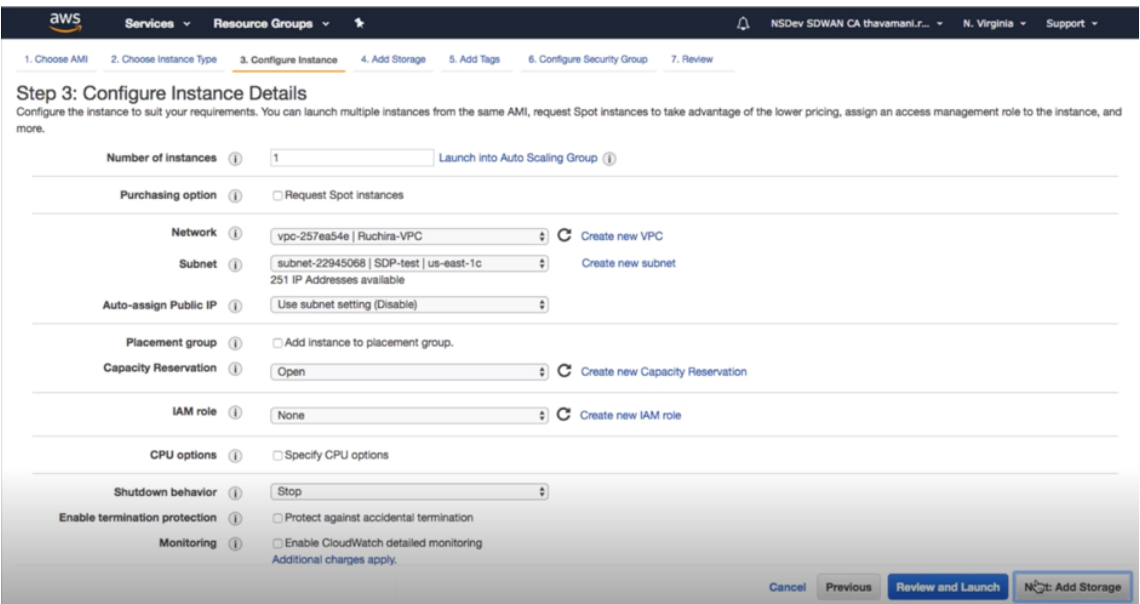 aws Services Resource Groups NSDev SDWAN CA thavamani.r... N. Virginia Support
1. Choose AMI 2. Choose Instance Type 3. Configure Instance 4. Add Storage 5. Add Tags 6. Configure Security Group 7. Review
Step 3: Configure Instance Details
Configure the instance to suit your requirements. You can launch multiple instances from the same AMI, request Spot instances to take advantage of the lower pricing, assign an access management role to the instance, and
more.
Number of instances i 1 Launch into Auto Scaling Group i
Purchasing option i Request Spot instances
Network i vpc-257ea54e | Ruchira-VPC Create new VPC
Subnet i subnet-22945068 | SDP-test | us-east-1c Create new subnet
251 IP Addresses available
Auto-assign Public IP i Use subnet setting (Disable)
Placement group i Add instance to placement group.
Capacity Reservation i Open Create new Capacity Reservation
IAM role i None Create new IAM role
CPU options i Specify CPU options
Shutdown behavior i Stop
Enable termination protection i Protect against accidental termination
Monitoring i Enable CloudWatch detailed monitoring
Additional charges apply.
Cancel Previous Review and Launch Next: Add Storage